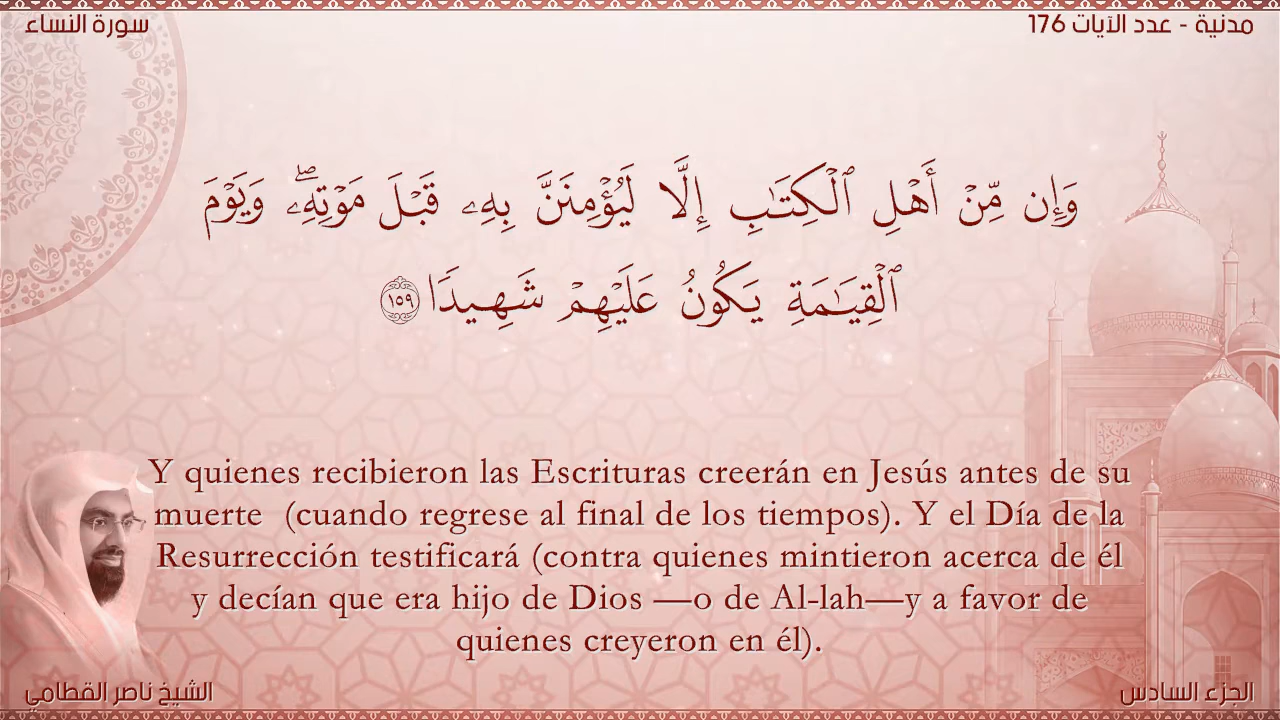 مدنية - عدد الآيات 176
سورة النساء
وَإِن مِّنْ أَهْلِ ٱلْكِتَـٰبِ إِلَّا لَيُؤْمِنَنَّ بِهِۦ قَبْلَ مَوْتِهِۦۖ وَيَوْمَ
ٱلْقِيَـٰمَةِ يَكُونُ عَلَيْهِمْ شَهِيدًا ١٥٩
Y quienes recibieron las Escrituras creerán en Jesús antes de su
muerte (cuando regrese al final de los tiempos). Y el Día de la
Resurrección testificará (contra quienes mintieron acerca de él
y decían que era hijo de Dios —o de Al-lah—y a favor de
quienes creyeron en él).
الجزء السادس
الشيخ ناصر القطامي